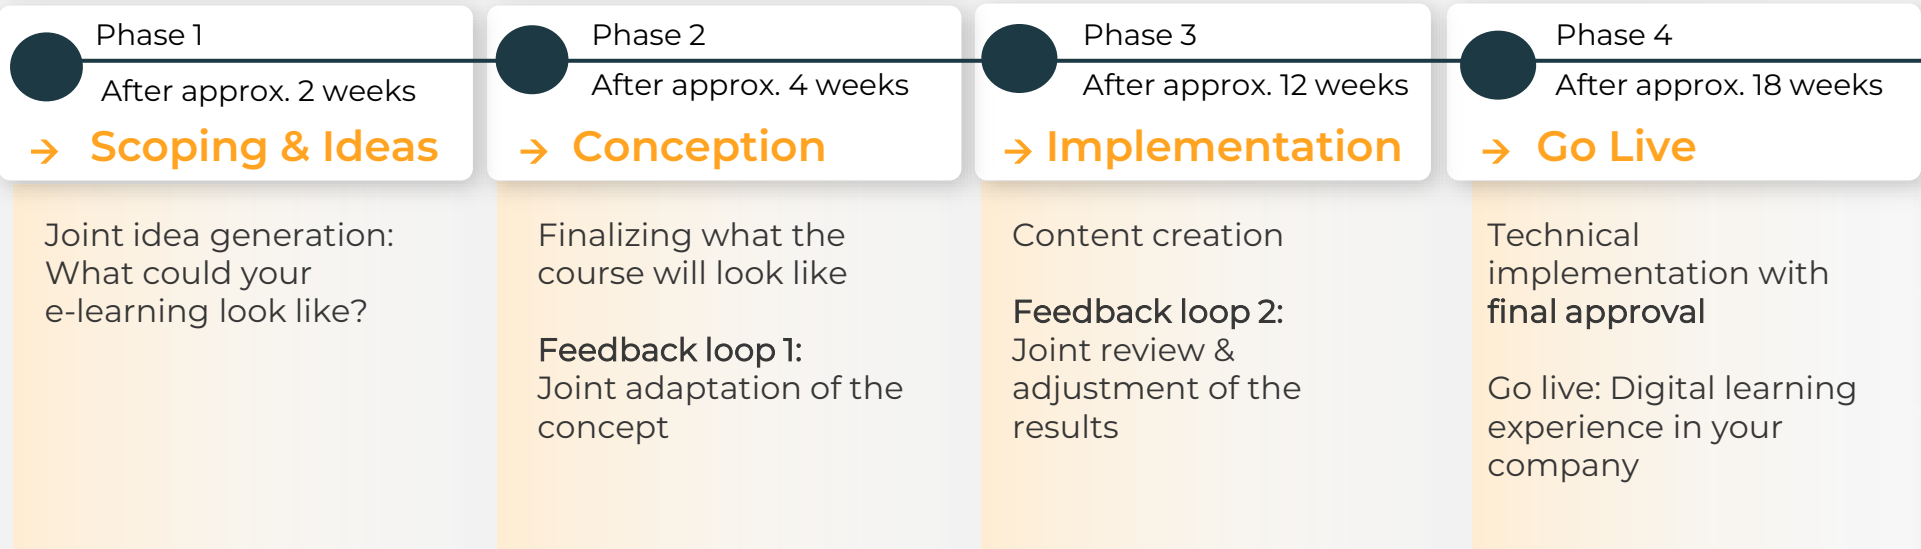 Phase 1
After approx. 2 weeks
→ Scoping & Ideas
Joint idea generation:
What could your
e-learning look like?
Phase 2
After approx. 4 weeks
→ Conception
Finalizing what the
course will look like
Feedback loop 1:
Joint adaptation of the
concept
Phase 3
After approx. 12 weeks
→ Implementation
Content creation
Feedback loop 2:
Joint review &
adjustment of the
results
Phase 4
After approx. 18 weeks
→ Go Live
Technical
implementation with
final approval
Go live: Digital learning
experience in your
company